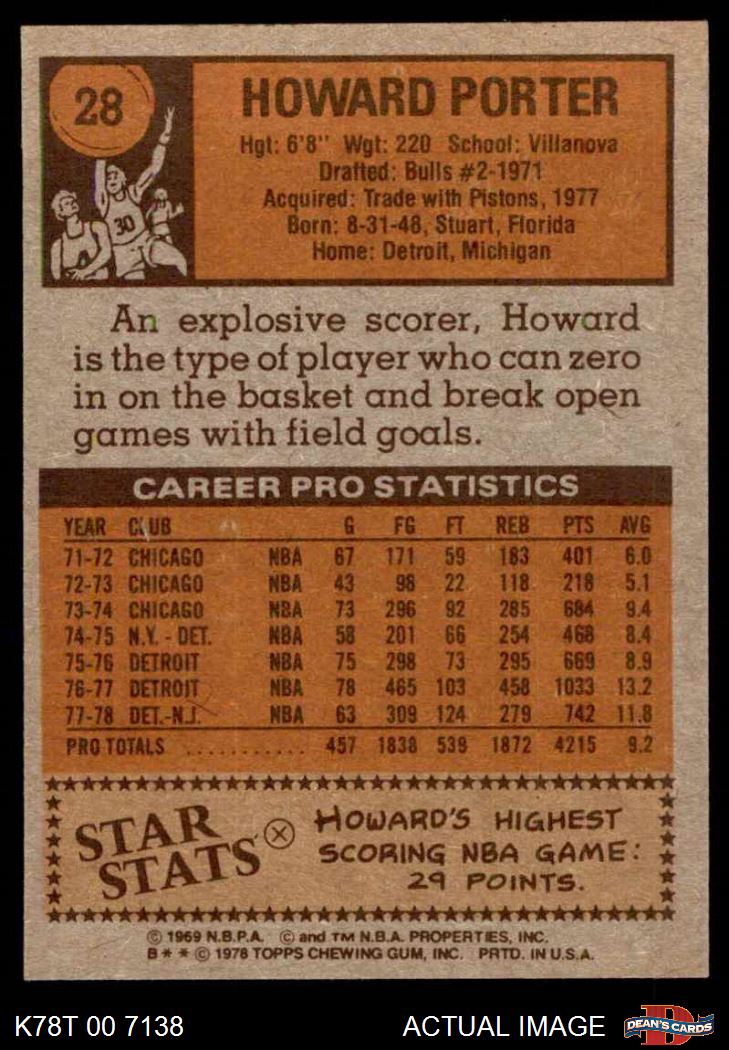 28
HOWARD PORTER
Hgt: 6'8" Wgt: 220 School: Villanova
Drafted: Bulls #2-1971
Acquired: Trade with Pistons, 1977
Born: 8-31-48, Stuart, Florida
Home: Detroit, Michigan
30
An explosive scorer, Howard
is the type of player who can zero
in on the basket and break open
games with field goals.
CAREER PRO STATISTICS
YEAR CLUB G FG FT REB PTS AVG
71-72 CHICAGO NBA 67 171 59 183 401 6.0
72-73 CHICAGO NBA 43 98 22 118 218 5.1
73-74 CHICAGO NBA 73 296 92 285 684 9.4
74-75 N.Y. - DET. NBA 58 201 66 254 468 8.4
75-76 DETROIT NBA 75 298 73 295 669 8.9
76-77 DETROIT NBA 78 465 103 458 1033 13.2
77-78 DET.-N.J. NBA 63 309 124 279 742 11.8
PRO TOTALS ........... 457 1838 539 1872 4215 9.2
STAR
STATS
HOWARD'S HIGHEST
SCORING NBA GAME:
29 POINTS.
© 1969 N.B.P.A. © and TM N.B.A. PROPERTIES, INC.
B** © 1978 TOPPS CHEWING GUM, INC. PRTD. IN U.S.A.
K78T 00 7138 ACTUAL IMAGE
DEAN'S CARDS